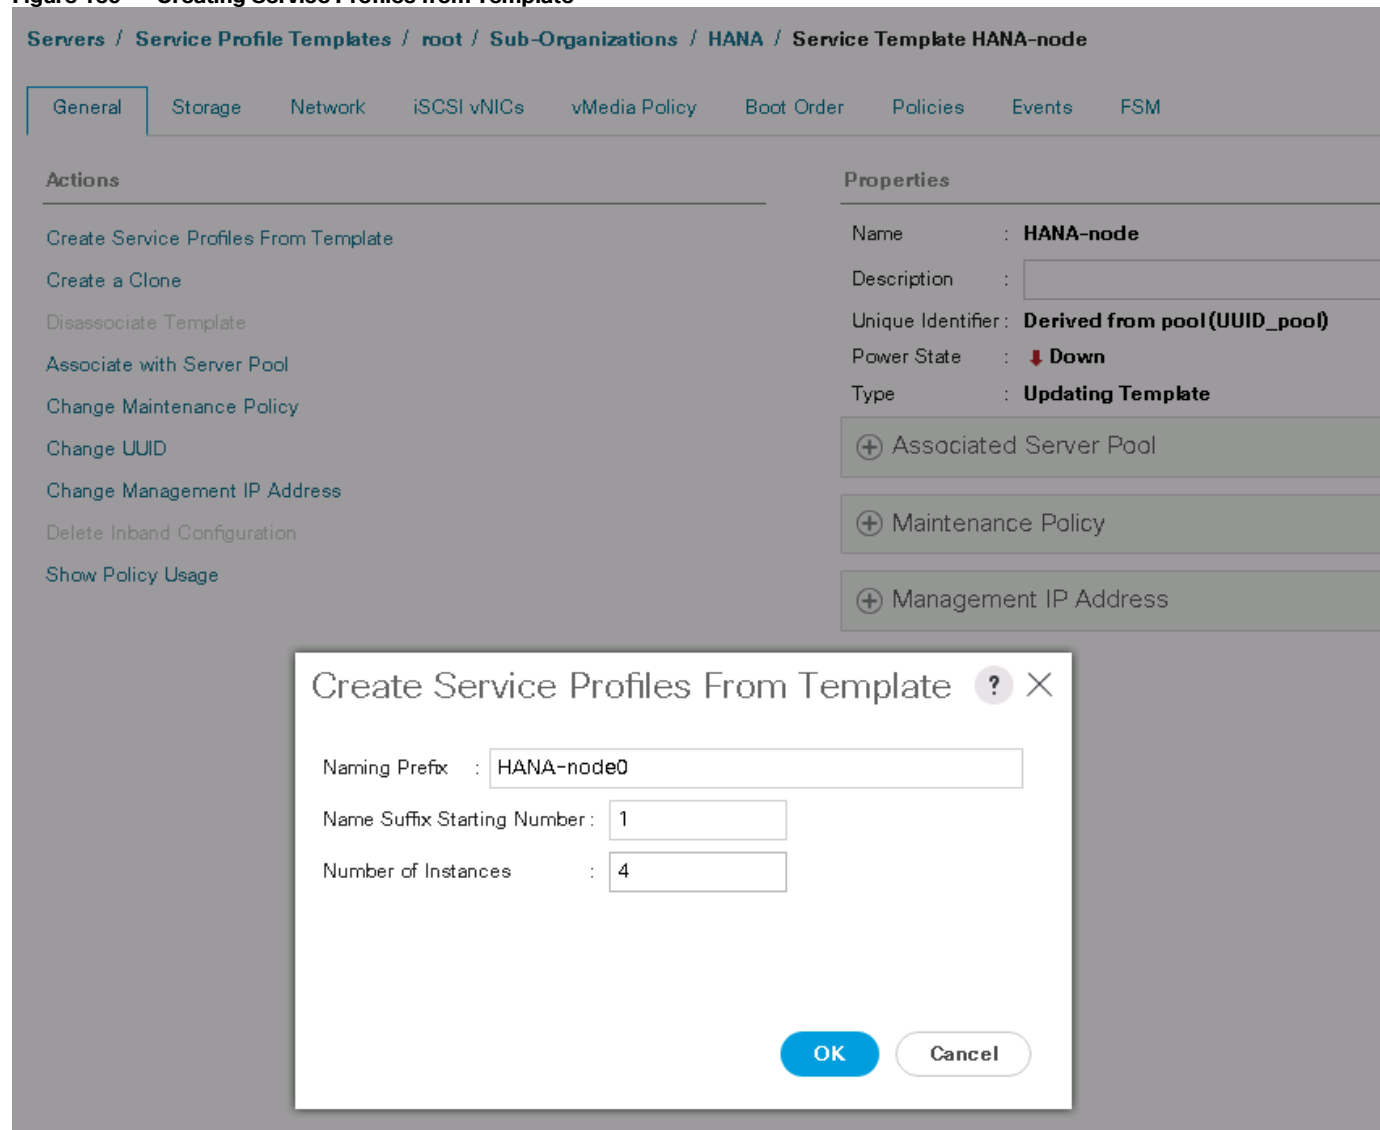 Creating Service Profiles from Template
Servers / Service Profile Templates / root / Sub-Organizations / HANA / Service Template HANA-node
General Storage Network iSCSI vNICs vMedia Policy Boot Order Policies Events FSM
Actions
Create Service Profiles From Template
Create a Clone
Disassociate Template
Associate with Server Pool
Change Maintenance Policy
Change UUID
Change Management IP Address
Delete Inband Configuration
Show Policy Usage
Properties
Name : HANA-node
Description :
Unique Identifier : Derived from pool (UUID_pool)
Power State : Down
Type : Updating Template
Associated Server Pool
Maintenance Policy
Management IP Address
Create Service Profiles From Template ? 
Naming Prefix : HANA-node0
Name Suffix Starting Number : 1
Number of Instances : 4
OK Cancel